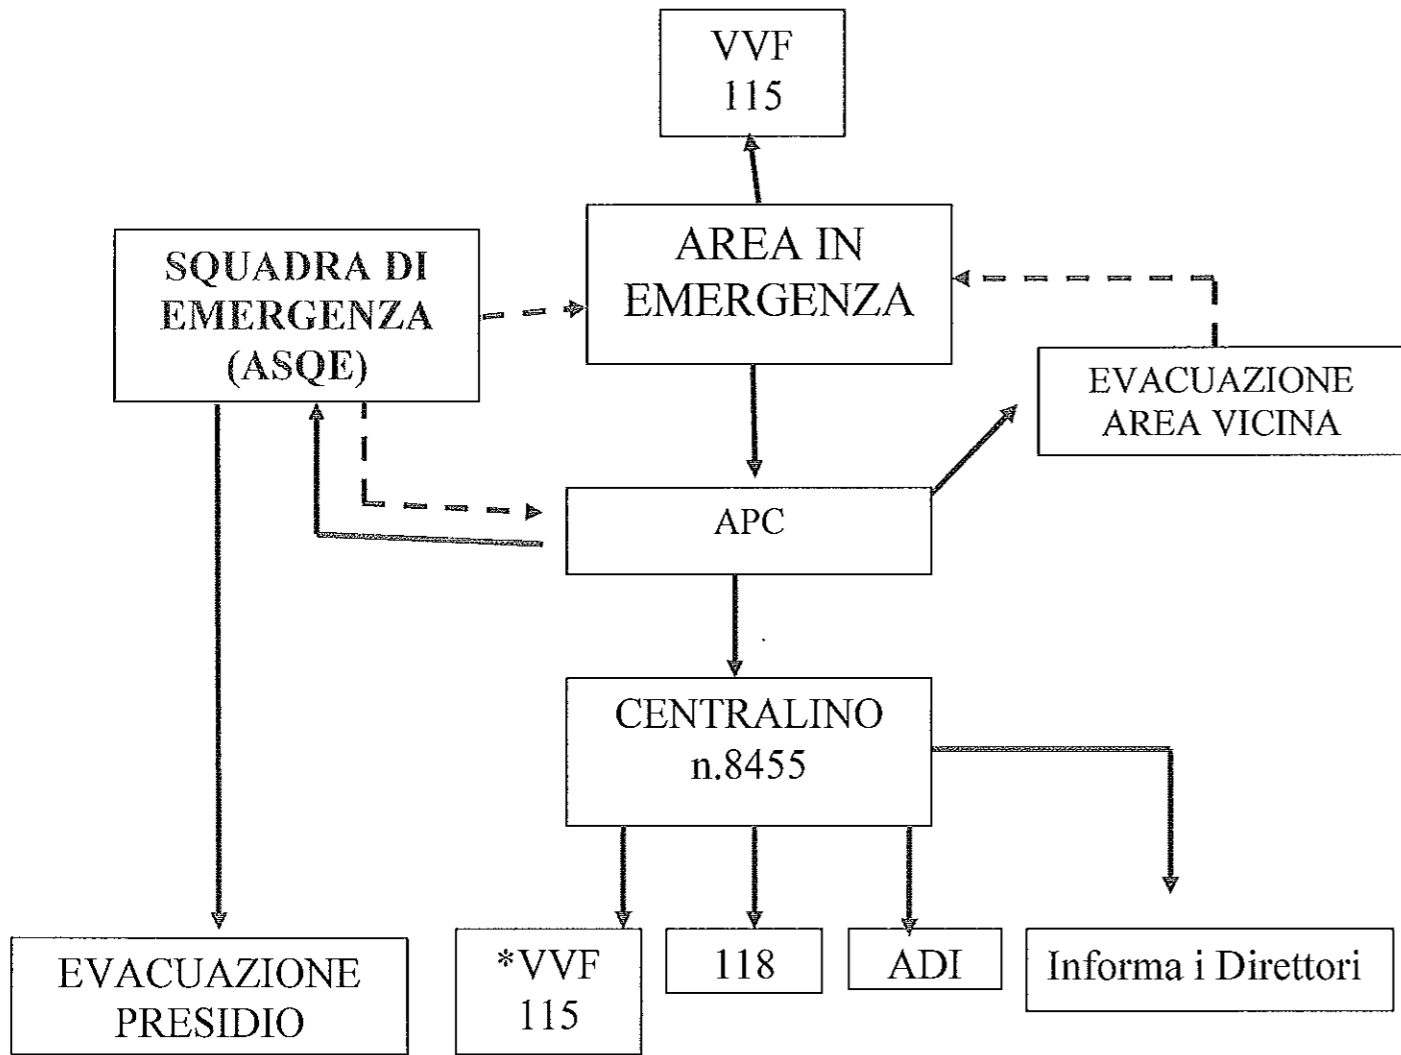 VVF
115
AREA IN
EMERGENZA
SQUADRA DI
EMERGENZA
(ASQE)
EVACUAZIONE
AREA VICINA
APC
CENTRALINO
n.8455
EVACUAZIONE
PRESIDIO
*VVF
115
118
ADI
Informa i Direttori